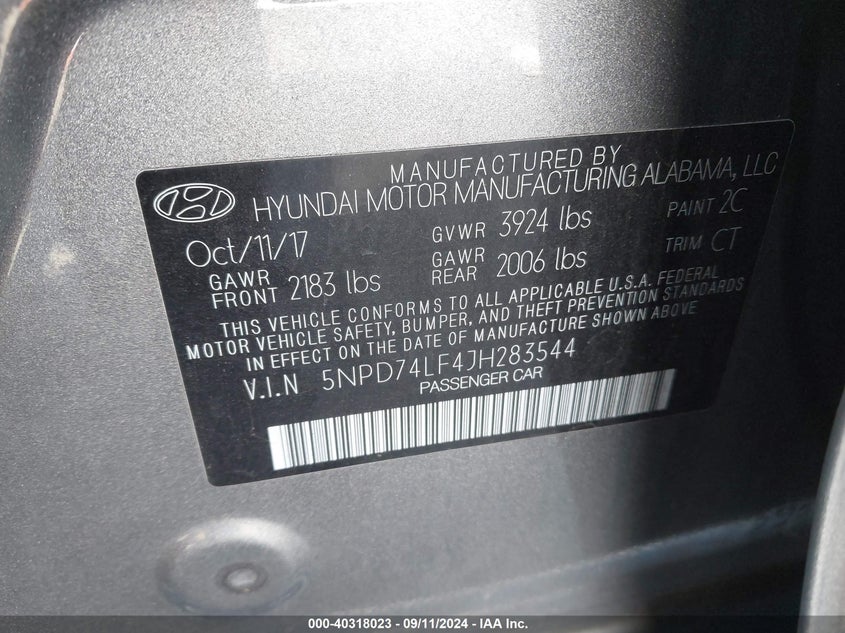 MANUFACTURED BY
HYUNDAI MOTOR MANUFACTURING ALABAMA, LLC
Oct/11/17 GVWR 3924 lbs PAINT 2C
GAWR FRONT 2183 lbs GAWR REAR 2006 lbs TRIM CT
THIS VEHICLE CONFORMS TO ALL APPLICABLE U.S.A. FEDERAL
MOTOR VEHICLE SAFETY, BUMPER, AND THEFT PREVENTION STANDARDS
IN EFFECT ON THE DATE OF MANUFACTURE SHOWN ABOVE
V.I.N 5NPD74LF4JH283544
PASSENGER CAR
000-40318023 - 09/11/2024 - IAA Inc.